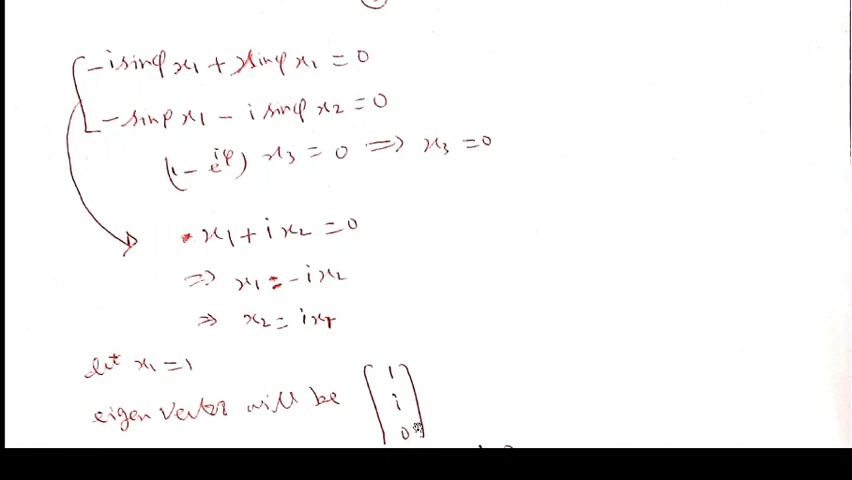 -isinφ x₁ + sinφ x₁ = 0
-sinφ x₁ - i sinφ x₂ = 0
(1 - e^{iφ}) x₃ = 0 ⇒ x₃ = 0
x₁ + i x₂ = 0
⇒ x₁ = -i x₂
⇒ x₂ = i x₁
let x₁ = 1
eigen vector will be [1
i
0]